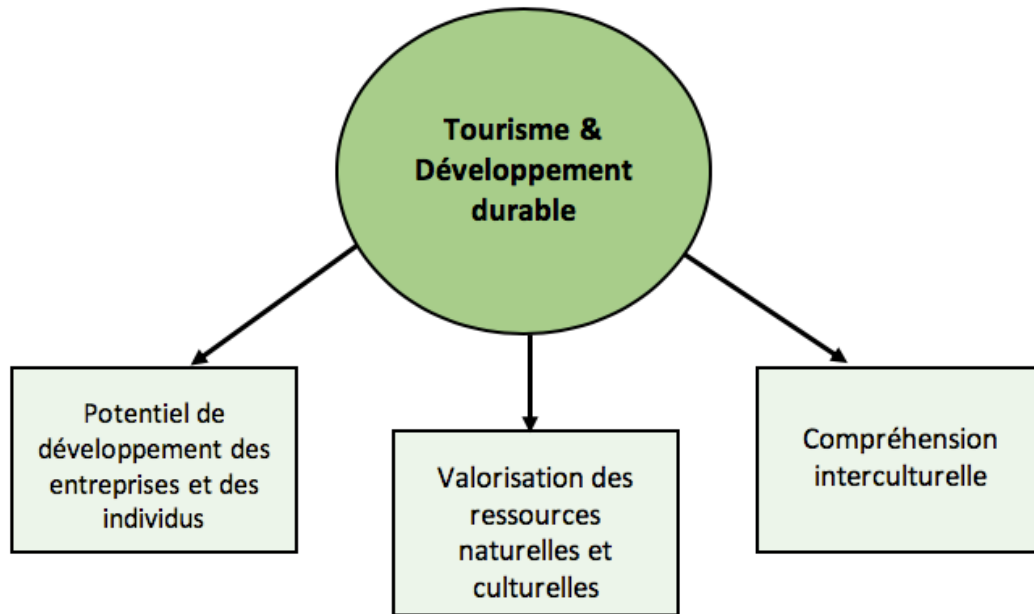 Tourisme &
Développement
durable
Potentiel de
développement des
entreprises et des
individus
Valorisation des
ressources
naturelles et
culturelles
Compréhension
interculturelle